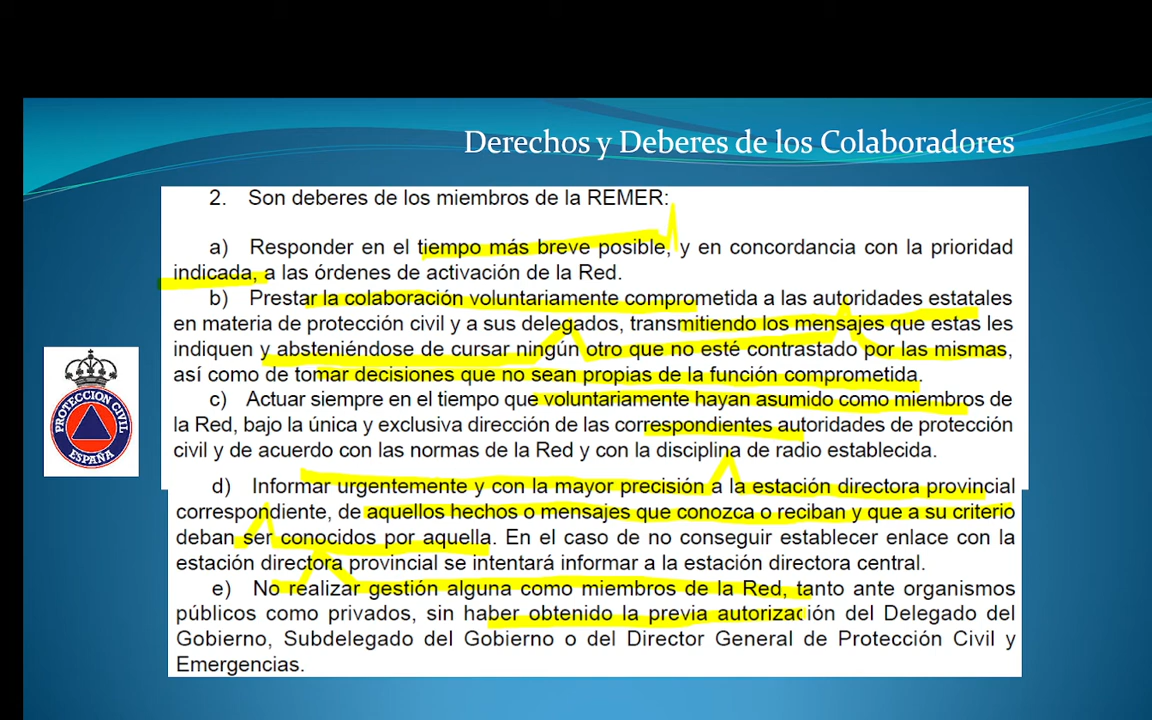 Derechos y Deberes de los Colaboradores
2. Son deberes de los miembros de la REMER:
a) Responder en el tiempo más breve posible, y en concordancia con la prioridad
indicada, a las órdenes de activación de la Red.
b) Prestar la colaboración voluntariamente comprometida a las autoridades estatales
en materia de protección civil y a sus delegados, transmitiendo los mensajes que estas les
indiquen y absteniéndose de cursar ningún otro que no esté contrastado por las mismas,
así como de tomar decisiones que no sean propias de la función comprometida.
c) Actuar siempre en el tiempo que voluntariamente hayan asumido como miembros de
la Red, bajo la única y exclusiva dirección de las correspondientes autoridades de protección
civil y de acuerdo con las normas de la Red y con la disciplina de radio establecida.
d) Informar urgentemente y con la mayor precisión a la estación directora provincial
correspondiente, de aquellos hechos o mensajes que conozca o reciban y que a su criterio
deban ser conocidos por aquella. En el caso de no conseguir establecer enlace con la
estación directora provincial se intentará informar a la estación directora central.
e) No realizar gestión alguna como miembros de la Red, tanto ante organismos
públicos como privados, sin haber obtenido la previa autorización del Delegado del
Gobierno, Subdelegado del Gobierno o del Director General de Protección Civil y
Emergencias.
PROTECCION CIVIL
ESPAÑA